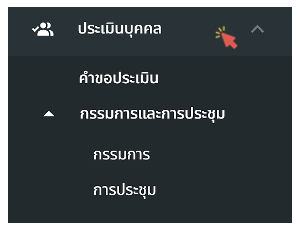 ประเมินบุคคล
คำขอประเมิน
กรรมการและการประชุม
กรรมการ
การประชุม